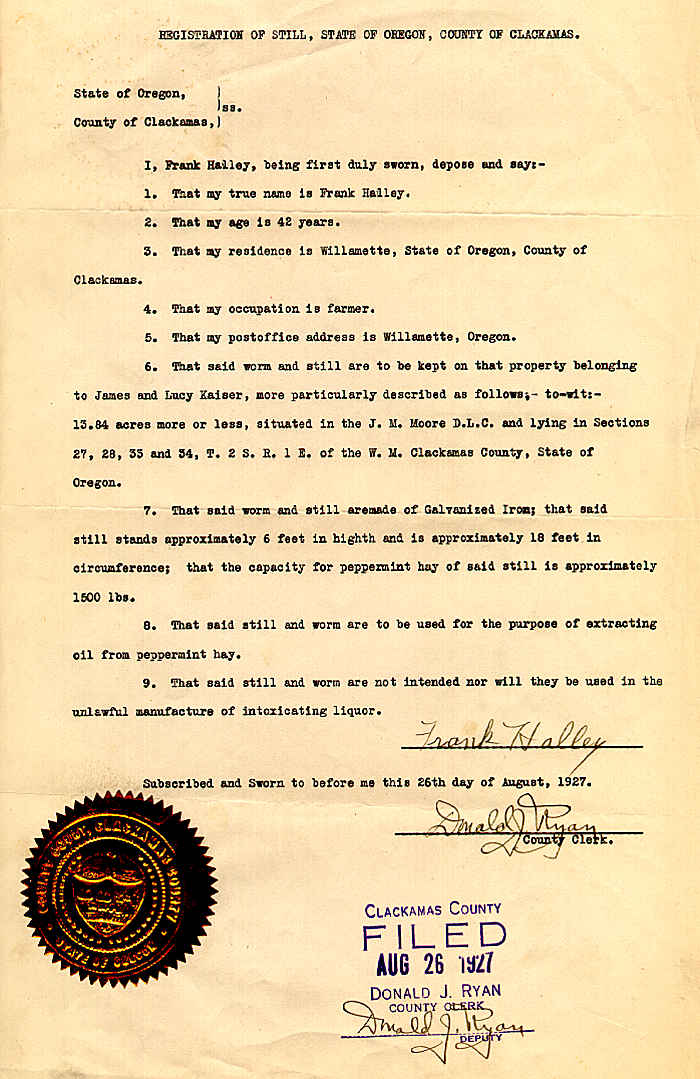 REGISTRATION OF STILL, STATE OF OREGON, COUNTY OF CLACKAMAS.
State of Oregon, )
)ss.
County of Clackamas,)
I, Frank Halley, being first duly sworn, depose and say:-
1. That my true name is Frank Halley.
2. That my age is 42 years.
3. That my residence is Willamette, State of Oregon, County of
Clackamas.
4. That my occupation is farmer.
5. That my postoffice address is Willamette, Oregon.
6. That said worm and still are to be kept on that property belonging
to James and Lucy Kaiser, more particularly described as follows;- to-wit:-
13.84 acres more or less, situated in the J. M. Moore D.L.C. and lying in Sections
27, 28, 33 and 34, T. 2 S. R. 1 E. of the W. M. Clackamas County, State of
Oregon.
7. That said worm and still aremade of Galvanized Iron; that said
still stands approximately 6 feet in highth and is approximately 18 feet in
circumference; that the capacity for peppermint hay of said still is approximately
1500 lbs.
8. That said still and worm are to be used for the purpose of extracting
oil from peppermint hay.
9. That said still and worm are not intended nor will they be used in the
unlawful manufacture of intoxicating liquor.
Frank Halley
Subscribed and Sworn to before me this 26th day of August, 1927.
Donald J. Ryan
County Clerk.
COUNTY COURT, CLACKAMAS COUNTY
STATE OF OREGON
CLACKAMAS COUNTY
FILED
AUG 26 1927
DONALD J. RYAN
COUNTY CLERK
Donald J. Ryan
DEPUTY